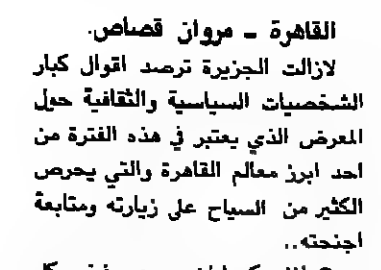 القاهرة ـ مروان قصاص.
لازالت الجزيرة ترصد اقوال كبار
الشخصيات السياسية والثقافية حول
المعرض الذي يعتبر في هذه الفترة من
احد ابرز معالم القاهرة والتي يحرص
الكثير من السياح على زيارته ومتابعة
اجنحته..